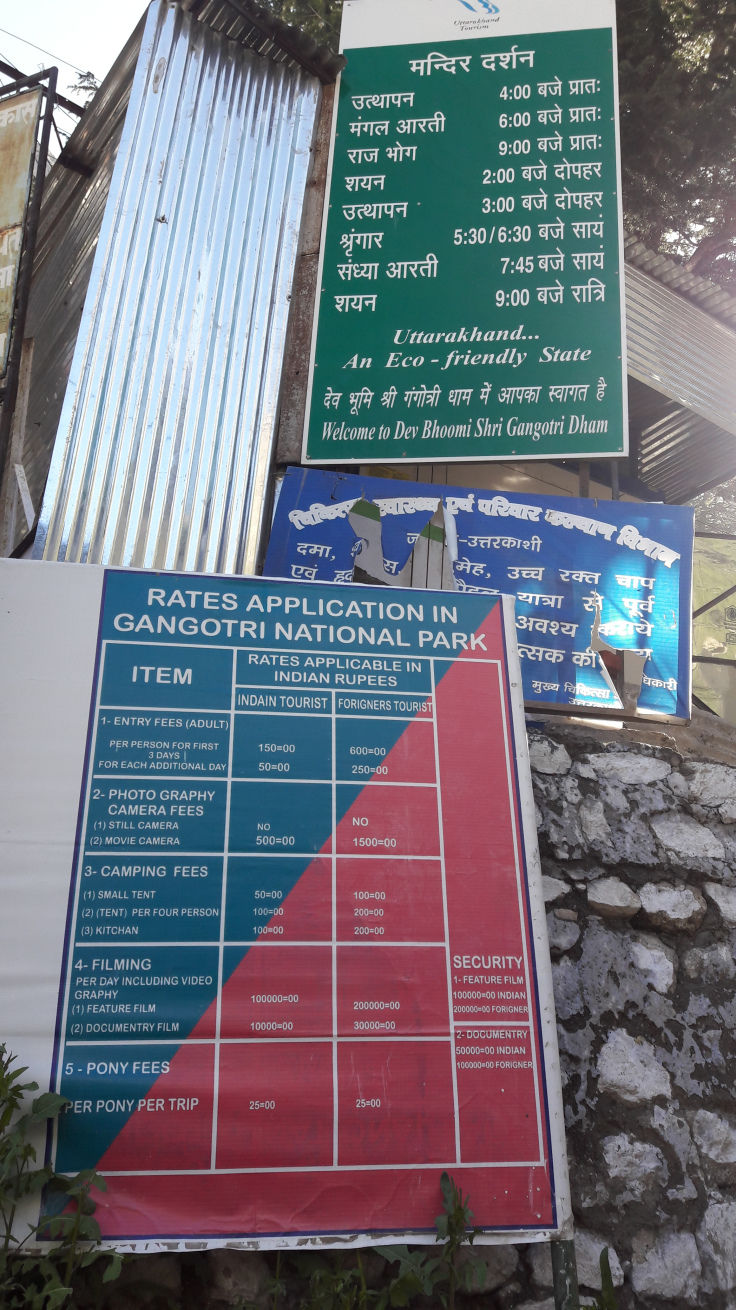 Uttarakhand
Tourism
मन्दिर दर्शन
उत्थापन 4:00 बजे प्रातः
मंगल आरती 6:00 बजे प्रातः
राज भोग 9:00 बजे प्रातः
शयन 2:00 बजे दोपहर
उत्थापन 3:00 बजे दोपहर
श्रृंगार 5:30/6:30 बजे सायं
संध्या आरती 7:45 बजे सायं
शयन 9:00 बजे रात्रि
Uttarakhand...
An Eco - friendly State
देव भूमि श्री गंगोत्री धाम में आपका स्वागत है
Welcome to Dev Bhoomi Shri Gangotri Dham
एवं परिवार कल्याण विभाग
-उत्तरकाशी
दमा, मेह, उच्च रक्त चाप
एवं यात्रा से पूर्व
अवश्य कराये
मुख्य चिकित्सा
RATES APPLICATION IN
GANGOTRI NATIONAL PARK
ITEM
RATES APPLICABLE IN
INDIAN RUPEES
INDAIN TOURIST FORIGNERS TOURIST
1- ENTRY FEES (ADULT)
PER PERSON FOR FIRST
3 DAYS 150=00 600=00
FOR EACH ADDITIONAL DAY 50=00 250=00
2- PHOTO GRAPHY
CAMERA FEES
(1) STILL CAMERA NO NO
(2) MOVIE CAMERA 500=00 1500=00
3- CAMPING FEES
(1) SMALL TENT 50=00 100=00
(2) (TENT) PER FOUR PERSON 100=00 200=00
(3) KITCHAN 100=00 200=00
4- FILMING
PER DAY INCLUDING VIDEO
GRAPHY
(1) FEATURE FILM 100000=00 200000=00
(2) DOCUMENTRY FILM 10000=00 30000=00
SECURITY
1- FEATURE FILM
100000=00 INDIAN
200000=00 FORIGNER
2- DOCUMENTRY
50000=00 INDIAN
100000=00 FORIGNER
5 - PONY FEES
PER PONY PER TRIP 25=00 25=00